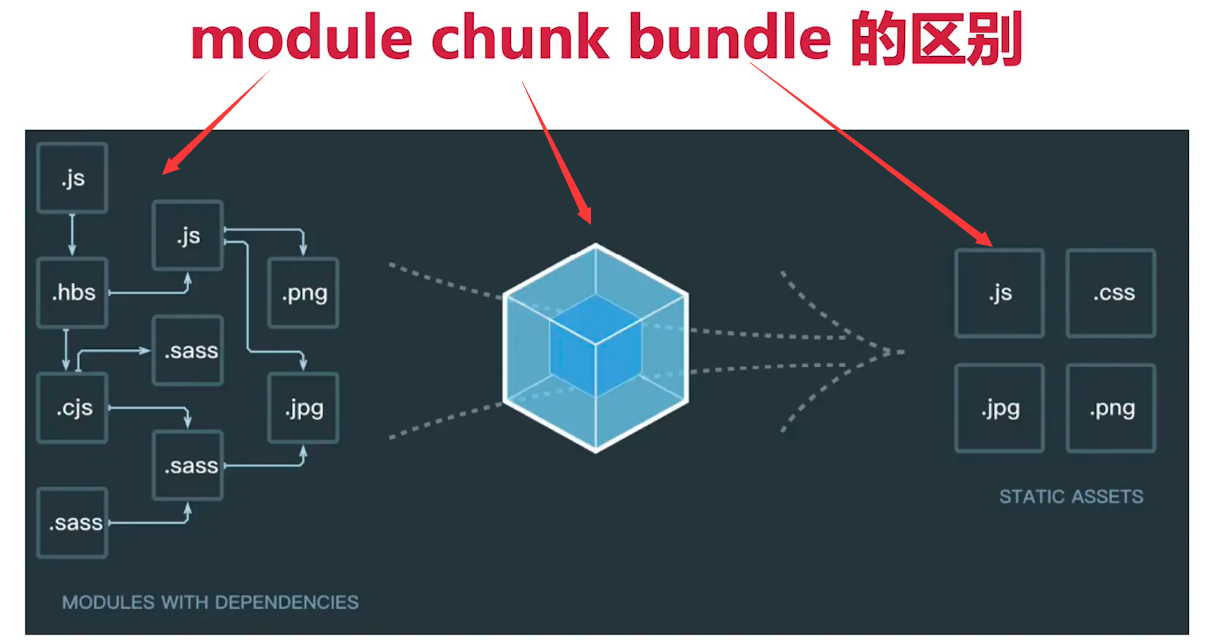 module chunk bundle 的区别
.js
.js
.hbs
.png
.sass
.cjs
.jpg
.sass
.sass
MODULES WITH DEPENDENCIES
.js
.css
.jpg
.png
STATIC ASSETS